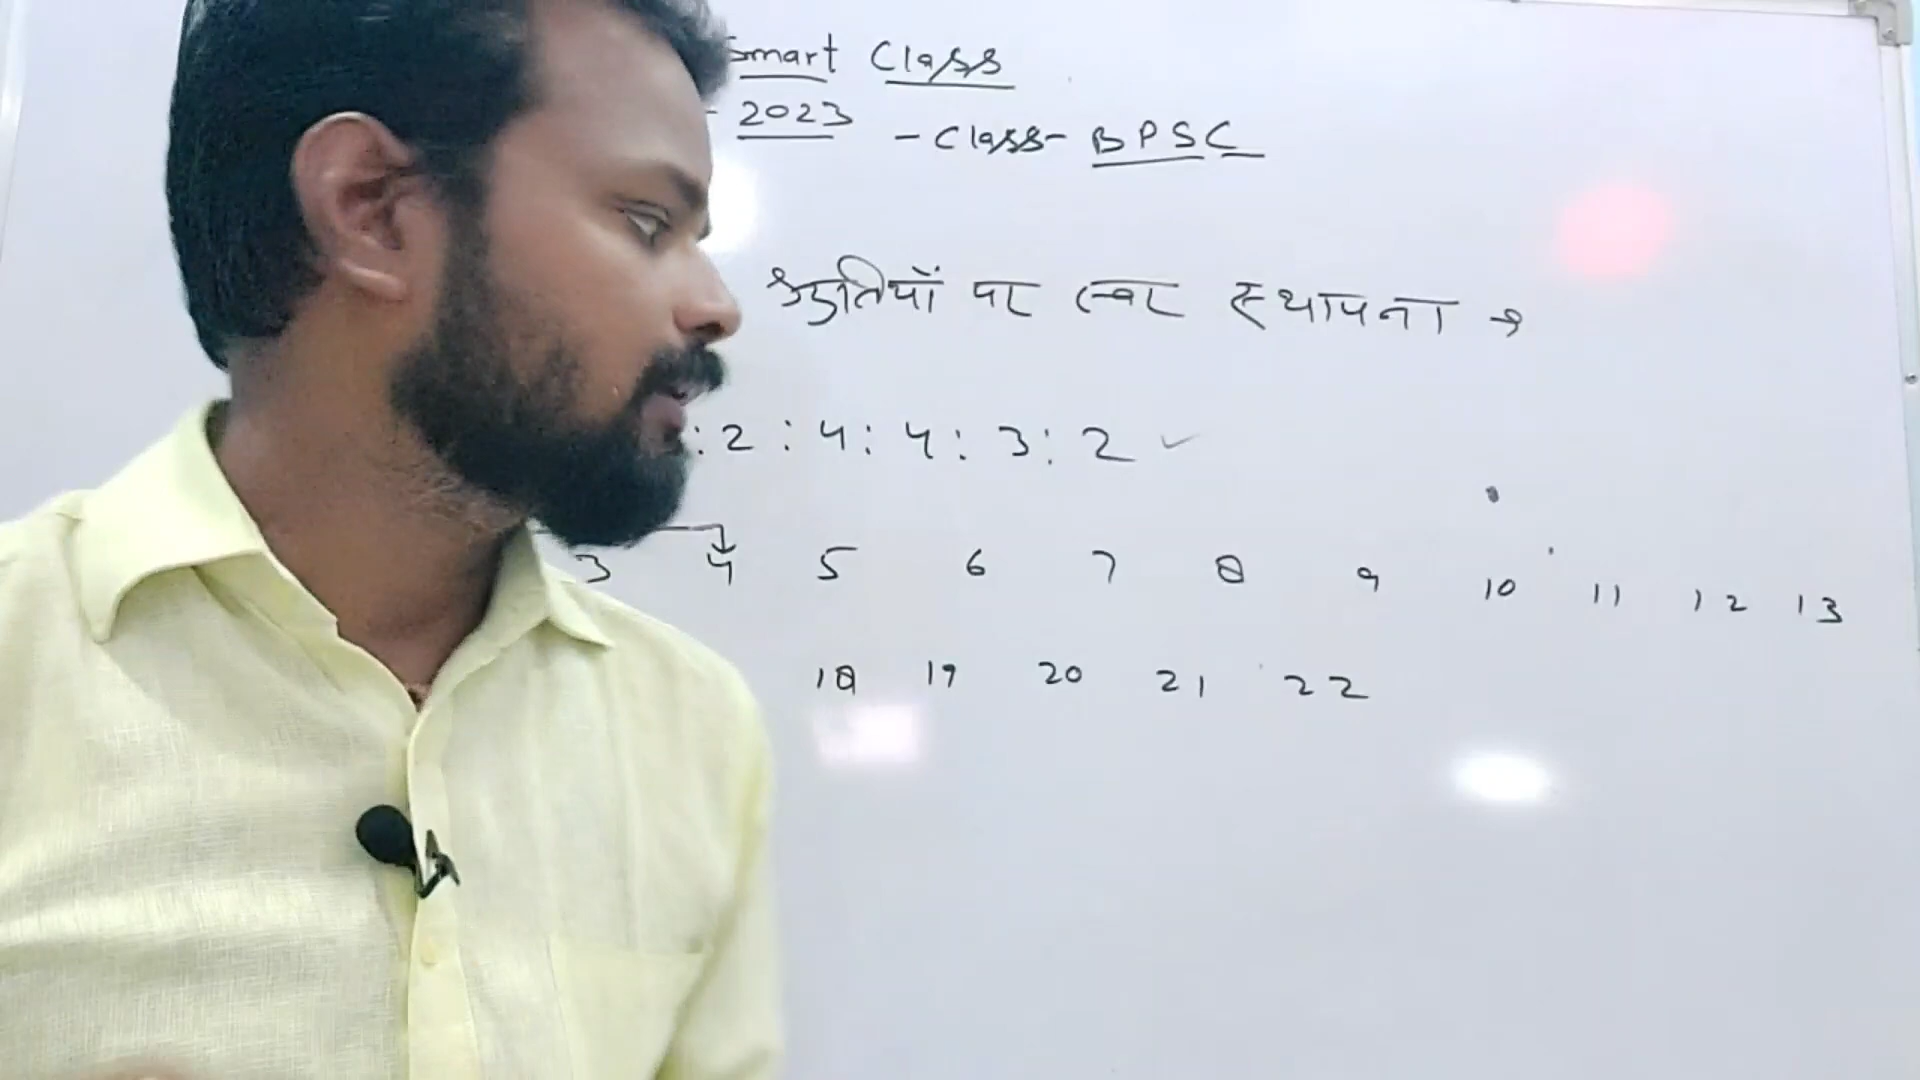 Smart Class
- 2023 - Class - BPSC
श्रुतियों पर स्वर स्थापना →
: 2 : 4 : 4 : 3 : 2 ✓
3 4 5 6 7 8 9 10 11 12 13
18 19 20 21 22